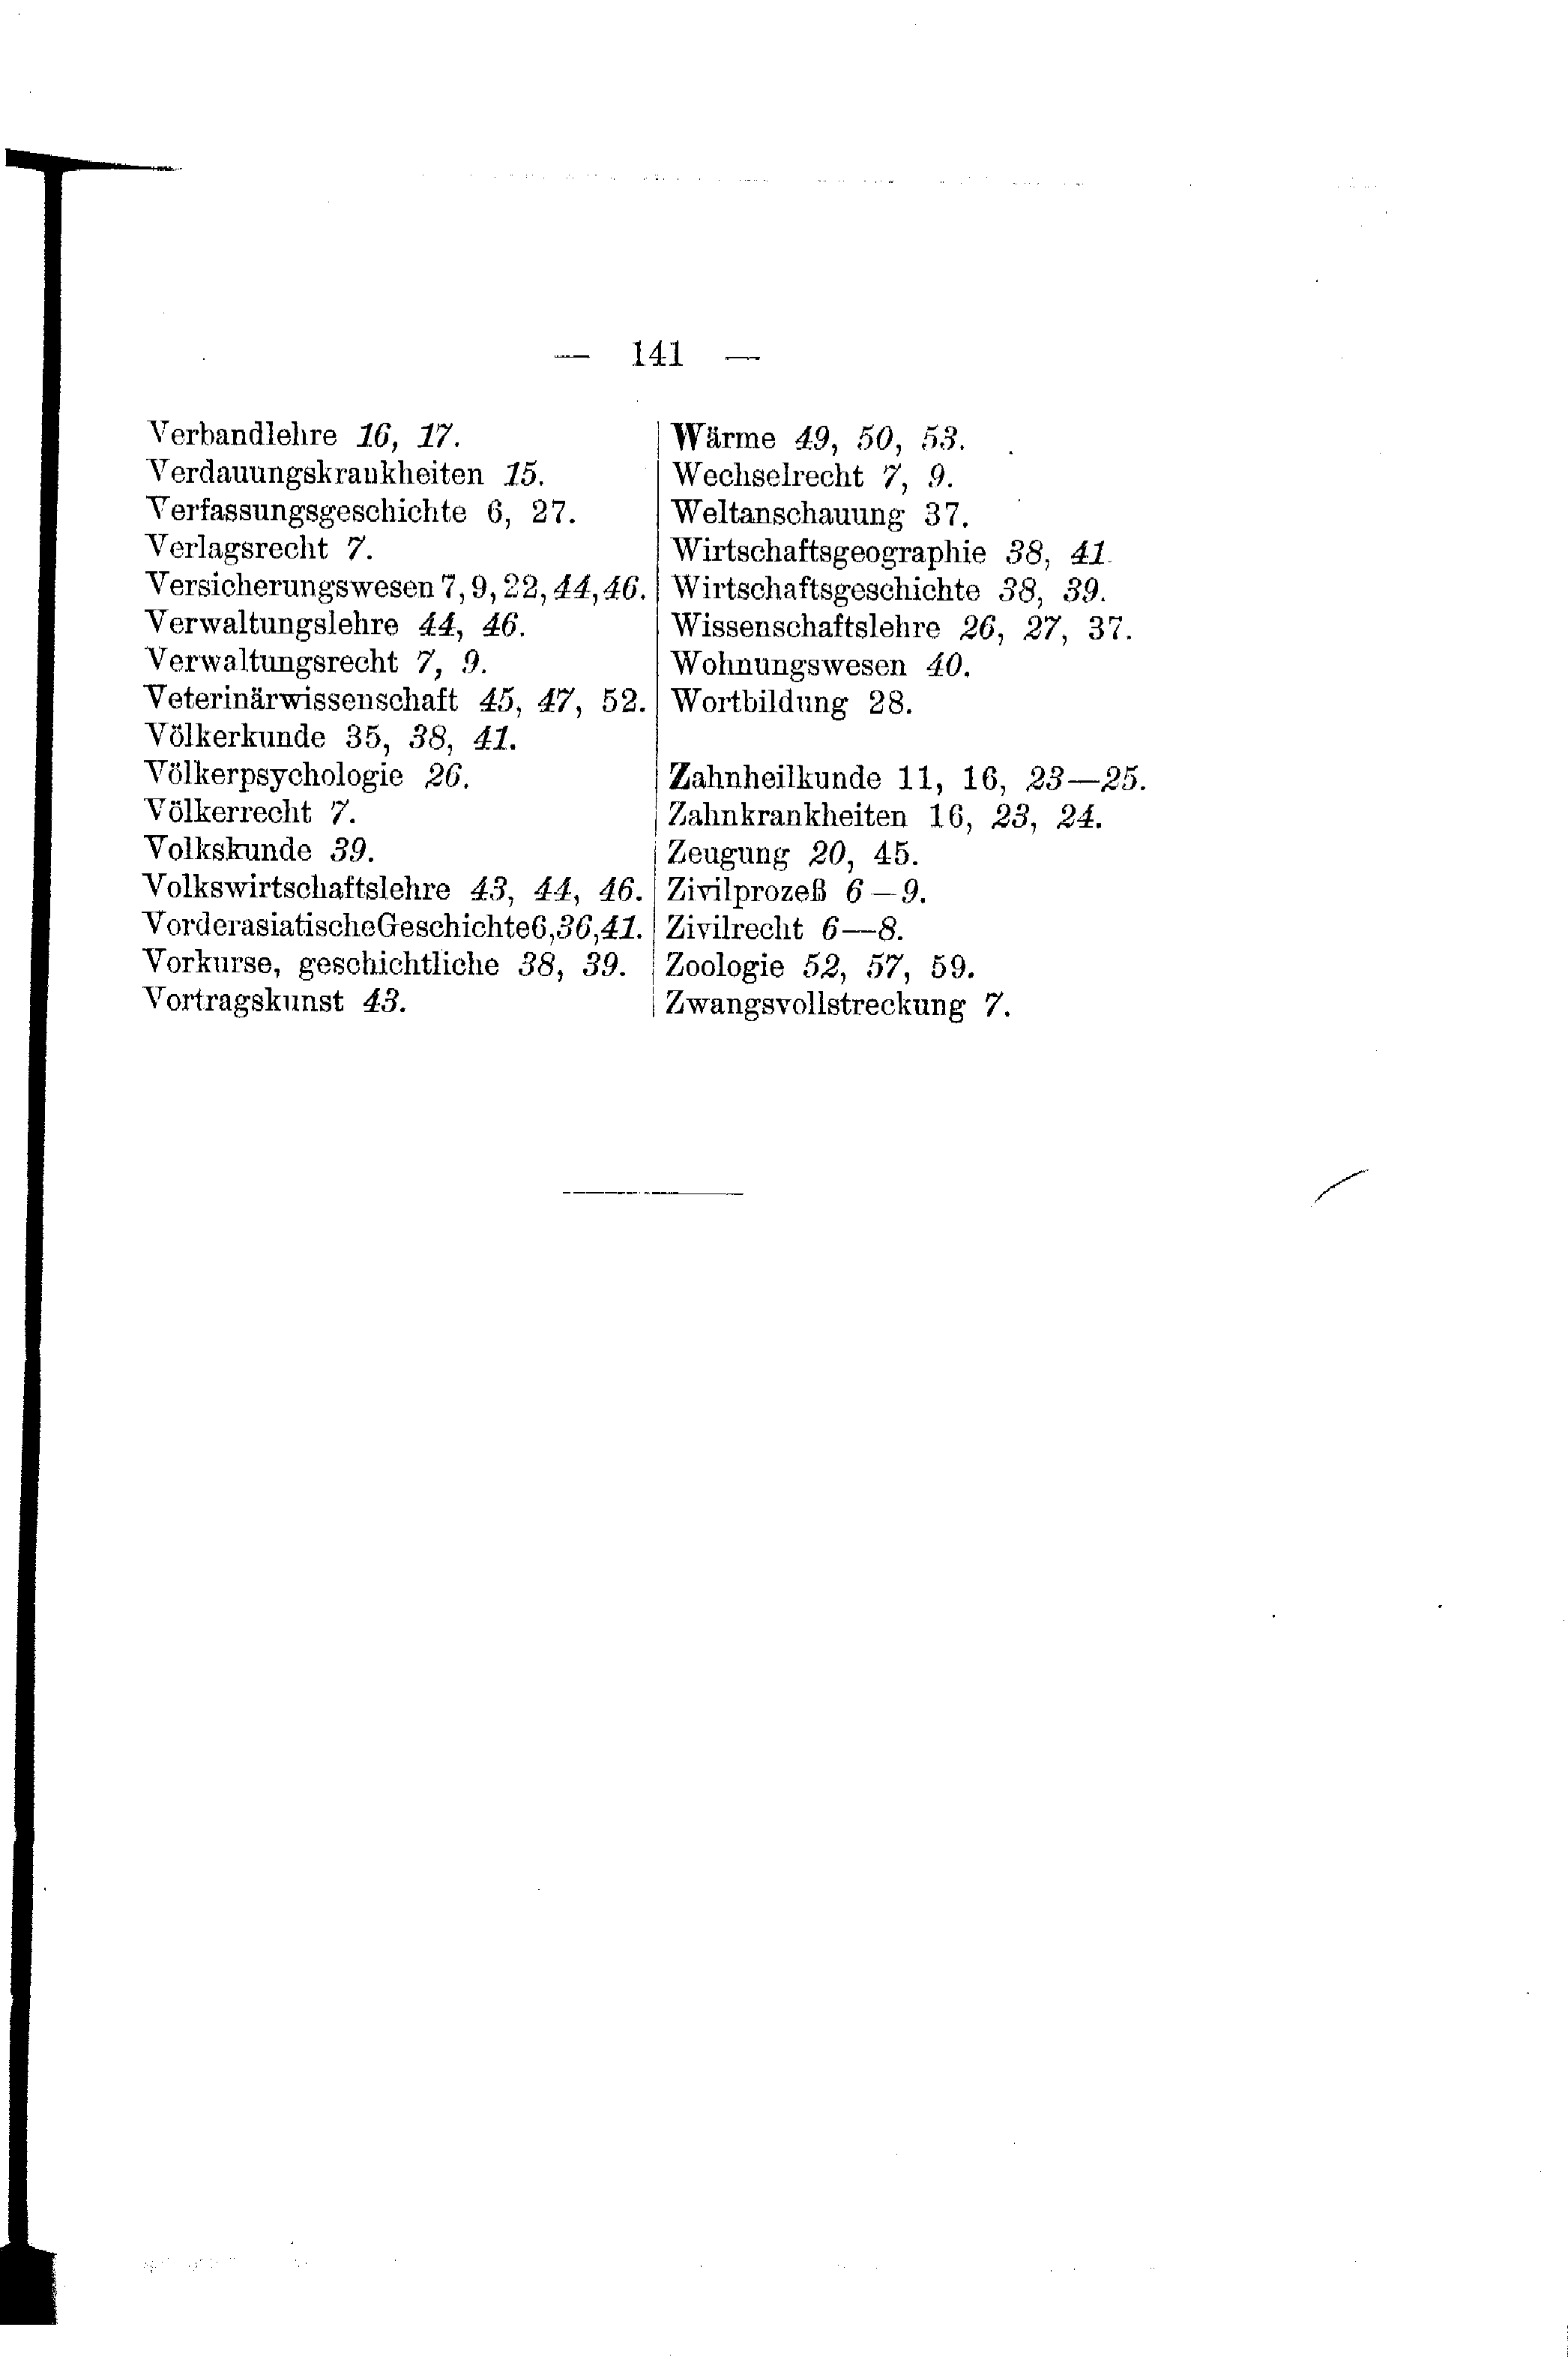 — 141 —
Verbandlehre 16, 17.
Verdauungskrankheiten 15.
Verfassungsgeschichte 6, 27.
Verlagsrecht 7.
Versicherungswesen 7, 9, 22, 44, 46.
Verwaltungslehre 44, 46.
Verwaltungsrecht 7, 9.
Veterinärwissenschaft 45, 47, 52.
Völkerkunde 35, 38, 41.
Völkerpsychologie 26.
Völkerrecht 7.
Volkskunde 39.
Volkswirtschaftslehre 43, 44, 46.
Vorderasiatische Geschichte 6, 36, 41.
Vorkurse, geschichtliche 38, 39.
Vortragskunst 43.
Wärme 49, 50, 53.
Wechselrecht 7, 9.
Weltanschauung 37.
Wirtschaftsgeographie 38, 41.
Wirtschaftsgeschichte 38, 39.
Wissenschaftslehre 26, 27, 37.
Wohnungswesen 40.
Wortbildung 28.
Zahnheilkunde 11, 16, 23—25.
Zahnkrankheiten 16, 23, 24.
Zeugung 20, 45.
Zivilprozeß 6—9.
Zivilrecht 6—8.
Zoologie 52, 57, 59.
Zwangsvollstreckung 7.